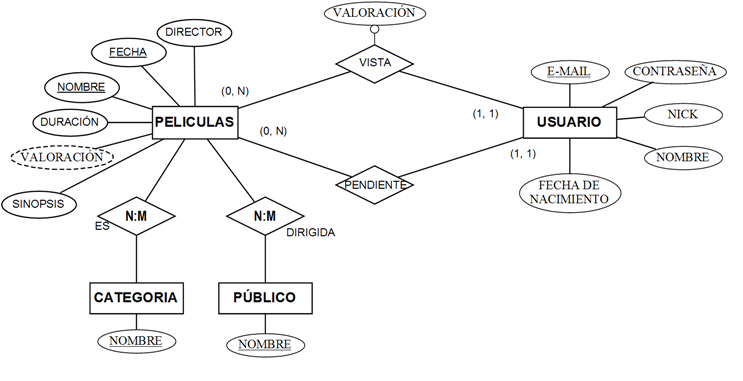 VALORACIÓN
DIRECTOR
FECHA
VISTA
E-MAIL
CONTRASEÑA
NOMBRE
(0, N)
(1, 1)
DURACIÓN
PELICULAS
(0, N)
USUARIO
NICK
VALORACIÓN
(1, 1)
NOMBRE
SINOPSIS
PENDIENTE
FECHA DE
NACIMIENTO
N:M
ES
N:M
DIRIGIDA
CATEGORIA
PÚBLICO
NOMBRE
NOMBRE